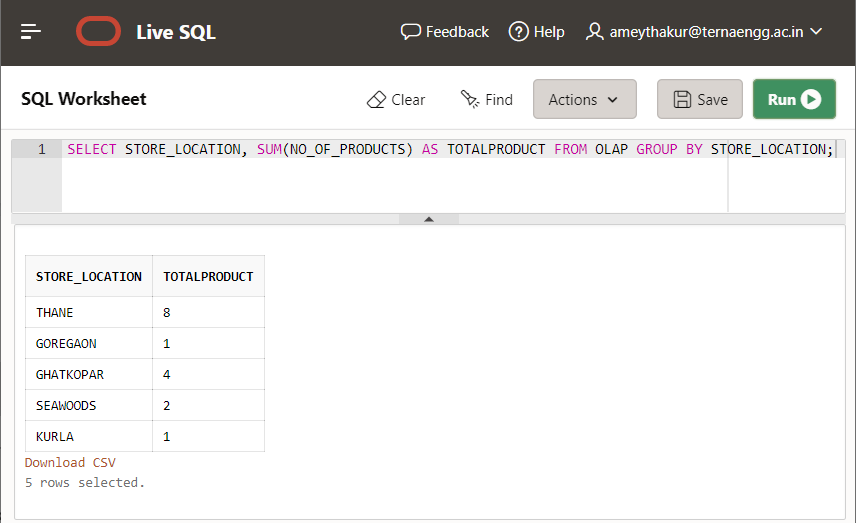 Live SQL Feedback Help ameythakur@ternaengg.ac.in
SQL Worksheet Clear Find Actions Save Run
1 SELECT STORE_LOCATION, SUM(NO_OF_PRODUCTS) AS TOTALPRODUCT FROM OLAP GROUP BY STORE_LOCATION;
STORE_LOCATION TOTALPRODUCT
THANE 8
GOREGAON 1
GHATKOPAR 4
SEAWOODS 2
KURLA 1
Download CSV
5 rows selected.